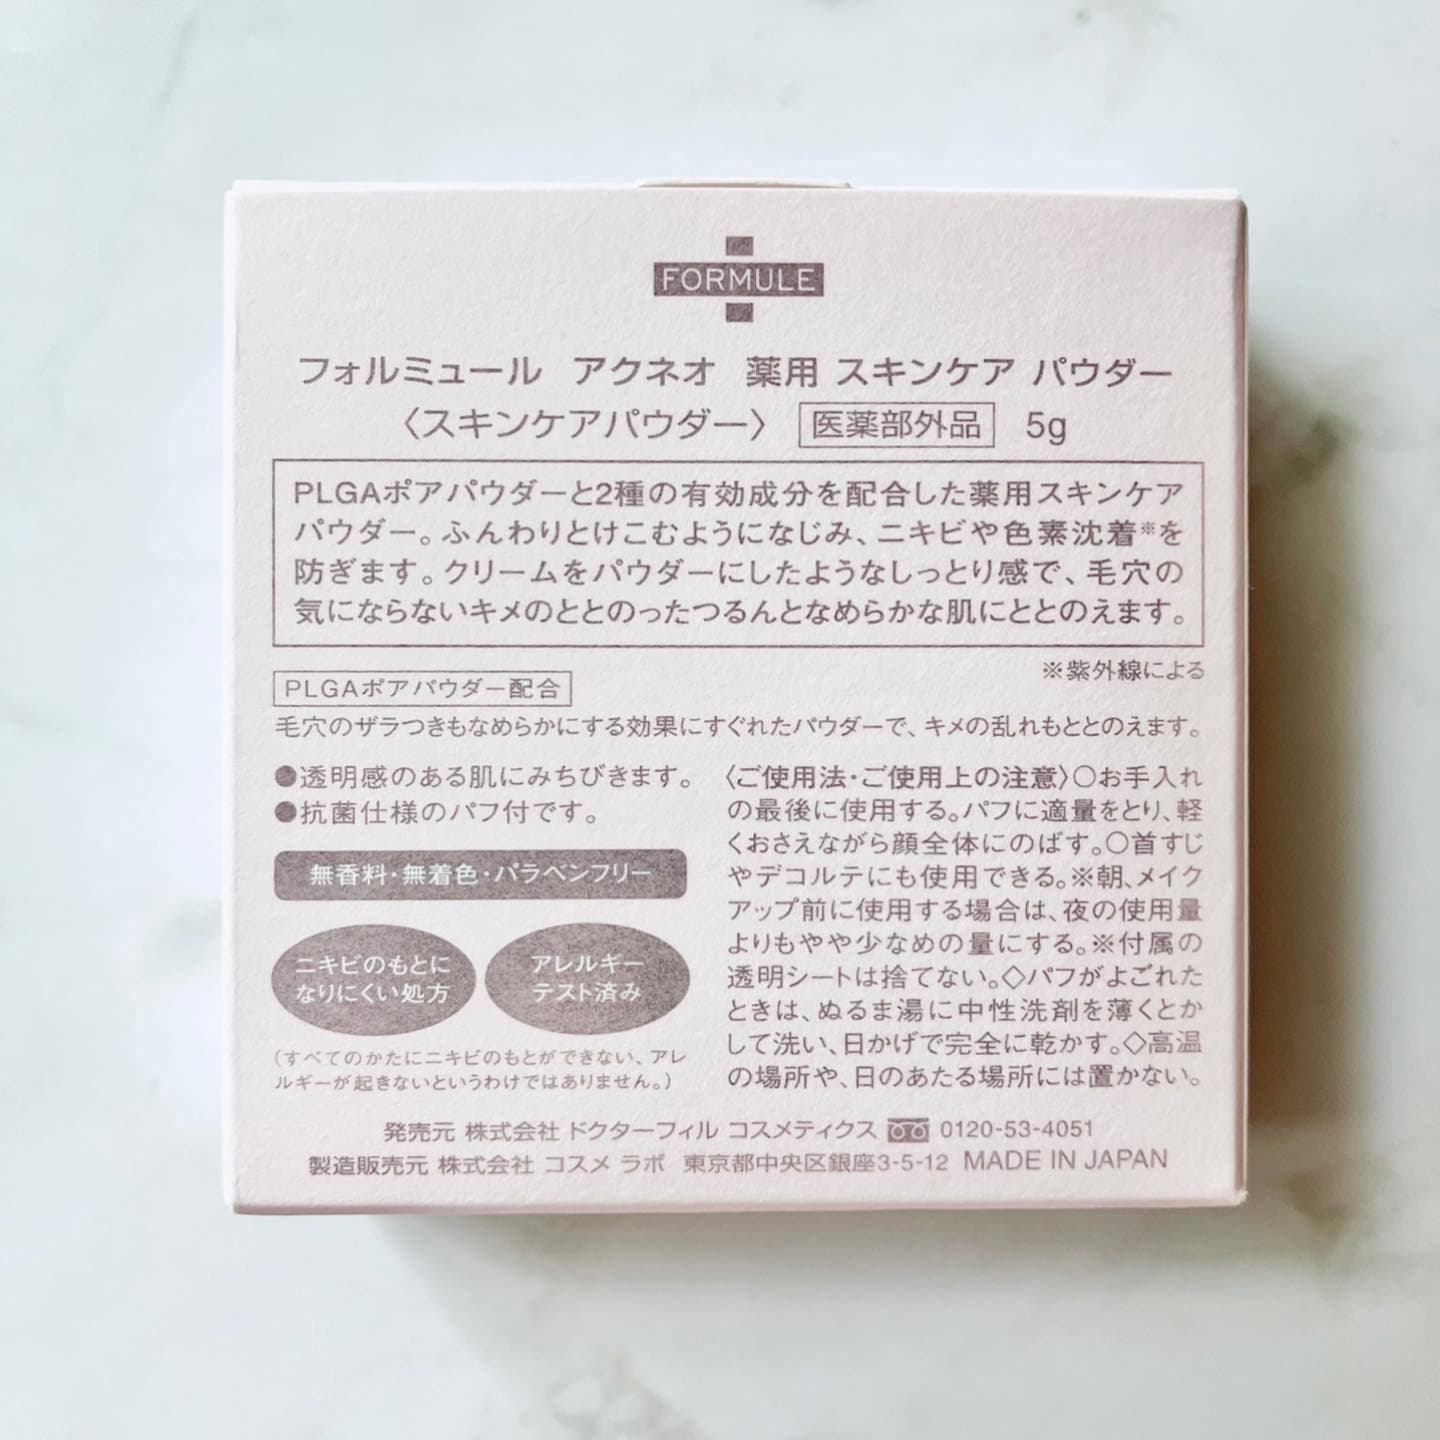 FORMULE
フォルミュール アクネオ 薬用 スキンケア パウダー
〈スキンケアパウダー〉 医薬部外品 5g
PLGAポアパウダーと2種の有効成分を配合した薬用スキンケア
パウダー。ふんわりとけこむようになじみ、ニキビや色素沈着※を
防ぎます。クリームをパウダーにしたようなしっとり感で、毛穴の
気にならないキメのととのったつるんとなめらかな肌にととのえます。
※紫外線による
PLGAポアパウダー配合
毛穴のザラつきもなめらかにする効果にすぐれたパウダーで、キメの乱れもととのえます。
●透明感のある肌にみちびきます。
●抗菌仕様のパフ付です。
無香料・無着色・パラベンフリー
ニキビのもとに
なりにくい処方
アレルギー
テスト済み
（すべてのかたにニキビのもとができない、アレ
ルギーが起きないというわけではありません。）
〈ご使用法・ご使用上の注意〉○お手入れ
の最後に使用する。パフに適量をとり、軽
くおさえながら顔全体にのばす。○首すじ
やデコルテにも使用できる。※朝、メイク
アップ前に使用する場合は、夜の使用量
よりもやや少なめの量にする。※付属の
透明シートは捨てない。◇パフがよごれた
ときは、ぬるま湯に中性洗剤を薄くとか
して洗い、日かげで完全に乾かす。◇高温
の場所や、日のあたる場所には置かない。
発売元 株式会社 ドクターフィル コスメティクス 0120-53-4051
製造販売元 株式会社 コスメ ラボ 東京都中央区銀座3-5-12 MADE IN JAPAN